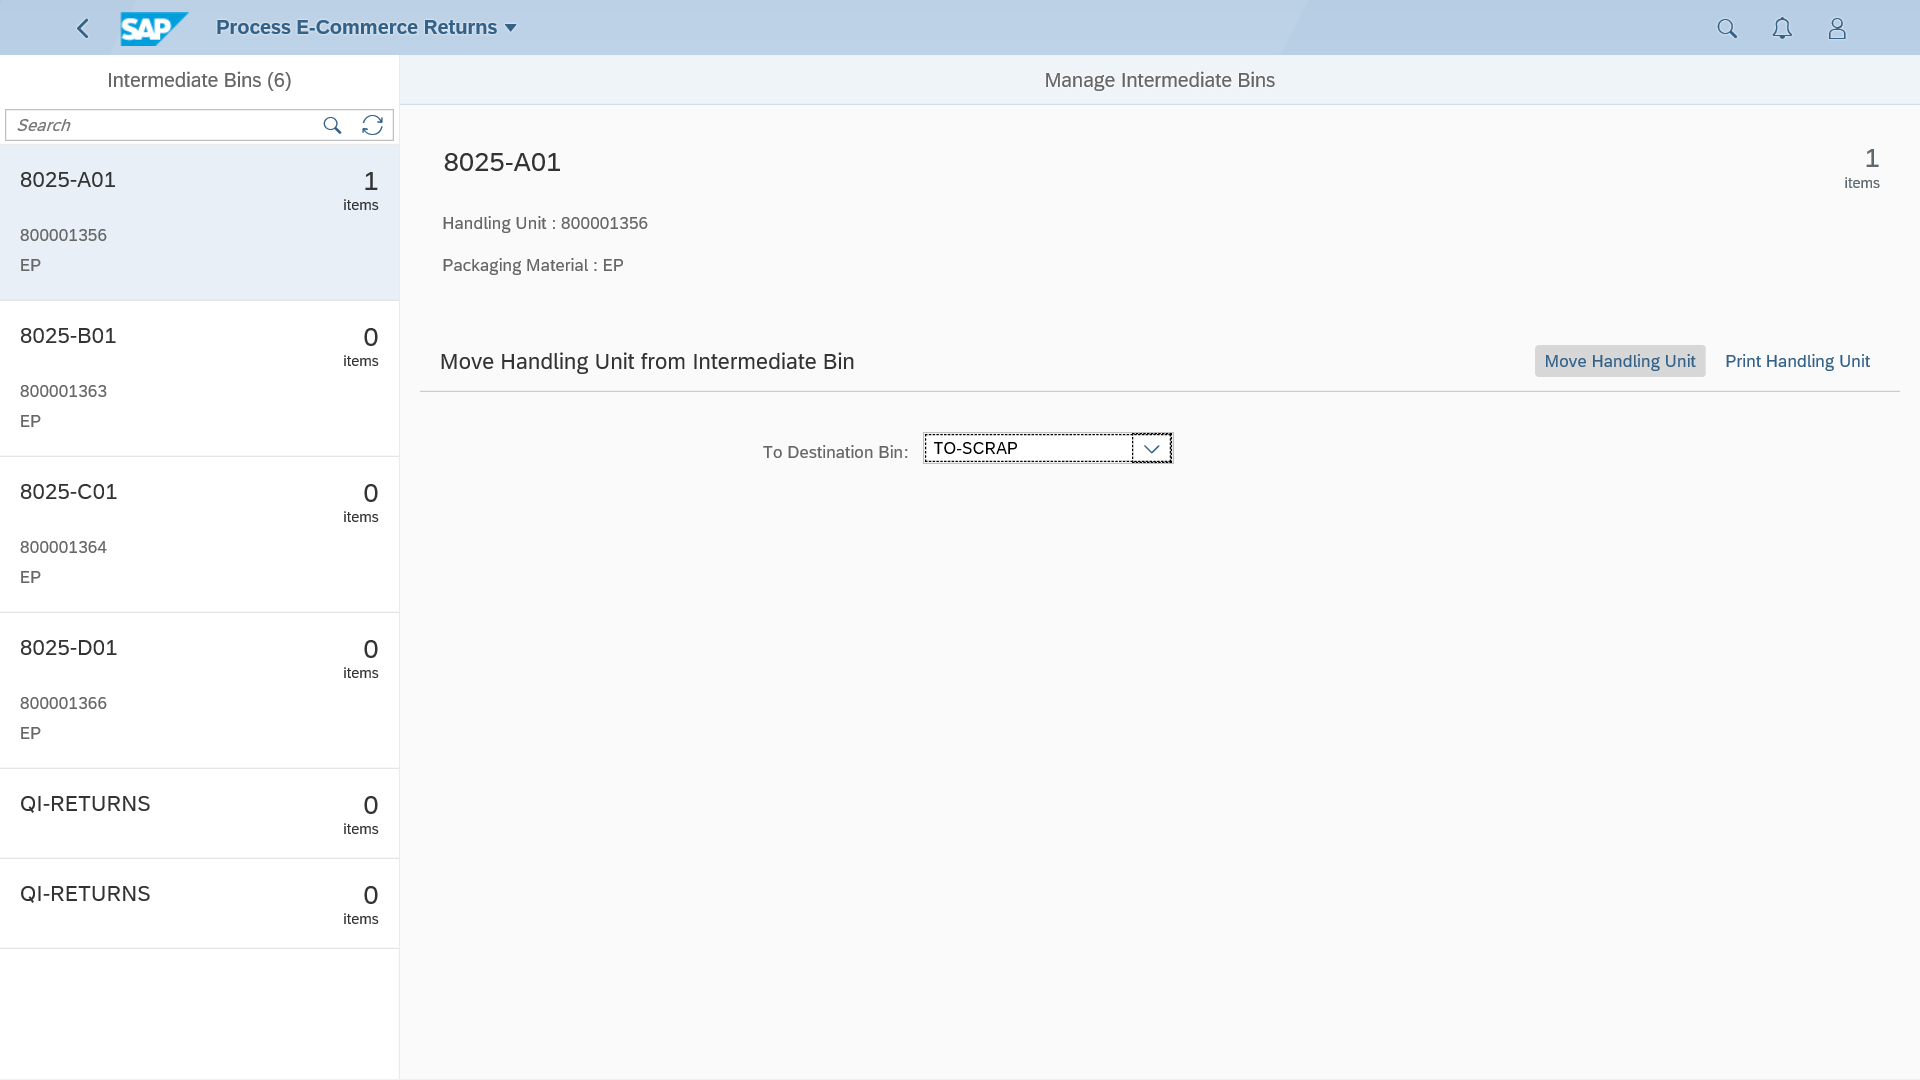 SAP
Process E-Commerce Returns
Intermediate Bins (6)
Search
8025-A01
1
items
800001356
EP
8025-B01
0
items
800001363
EP
8025-C01
0
items
800001364
EP
8025-D01
0
items
800001366
EP
QI-RETURNS
0
items
QI-RETURNS
0
items
Manage Intermediate Bins
8025-A01
1
items
Handling Unit : 800001356
Packaging Material : EP
Move Handling Unit from Intermediate Bin
Move Handling Unit
Print Handling Unit
To Destination Bin: TO-SCRAP